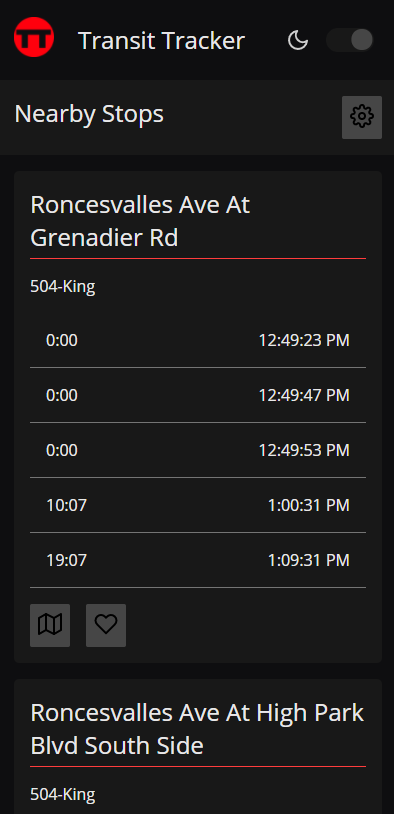 TT
Transit Tracker
Nearby Stops
Roncesvalles Ave At
Grenadier Rd
504-King
0:00 12:49:23 PM
0:00 12:49:47 PM
0:00 12:49:53 PM
10:07 1:00:31 PM
19:07 1:09:31 PM
Roncesvalles Ave At High Park
Blvd South Side
504-King